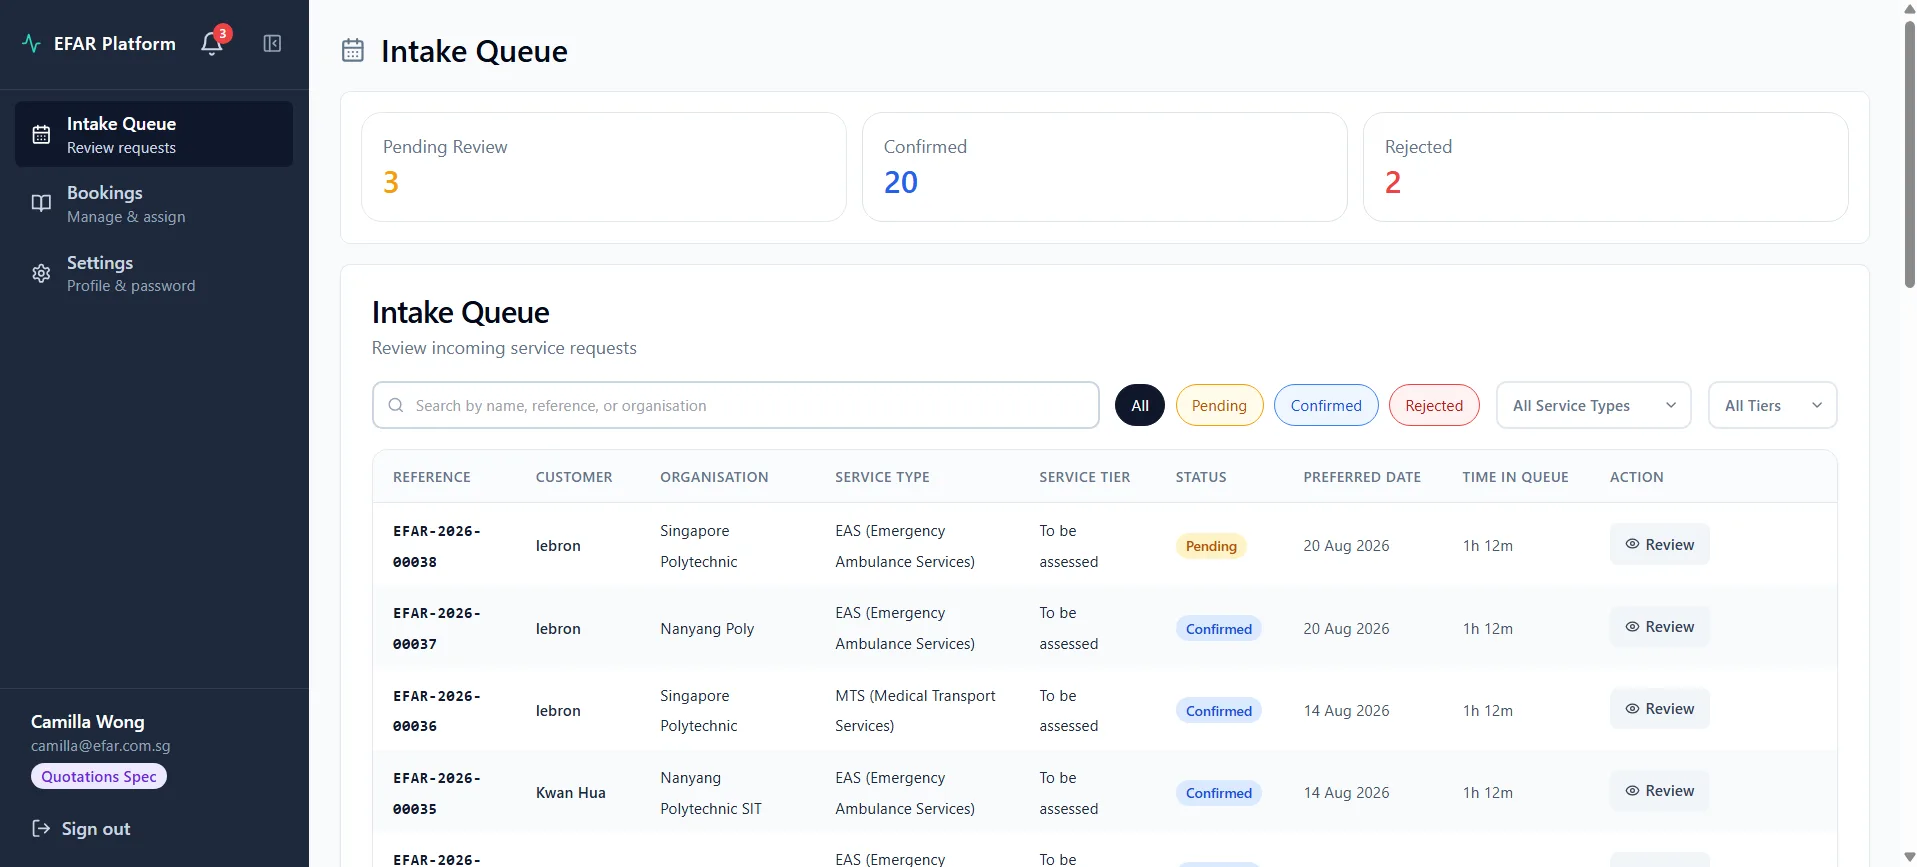 EFAR Platform
3
Intake Queue
Review requests
Bookings
Manage & assign
Settings
Profile & password
Camilla Wong
camilla@efar.com.sg
Quotations Spec
Sign out
Intake Queue
Pending Review
3
Confirmed
20
Rejected
2
Intake Queue
Review incoming service requests
Search by name, reference, or organisation
All
Pending
Confirmed
Rejected
All Service Types
All Tiers
REFERENCE CUSTOMER ORGANISATION SERVICE TYPE SERVICE TIER STATUS PREFERRED DATE TIME IN QUEUE ACTION
EFAR-2026-
00038
lebron
Singapore
Polytechnic
EAS (Emergency
Ambulance Services)
To be
assessed
Pending
20 Aug 2026
1h 12m
Review
EFAR-2026-
00037
lebron
Nanyang Poly
EAS (Emergency
Ambulance Services)
To be
assessed
Confirmed
20 Aug 2026
1h 12m
Review
EFAR-2026-
00036
lebron
Singapore
Polytechnic
MTS (Medical Transport
Services)
To be
assessed
Confirmed
14 Aug 2026
1h 12m
Review
EFAR-2026-
00035
Kwan Hua
Nanyang
Polytechnic SIT
EAS (Emergency
Ambulance Services)
To be
assessed
Confirmed
14 Aug 2026
1h 12m
Review
EFAR-2026-
EAS (Emergency
To be